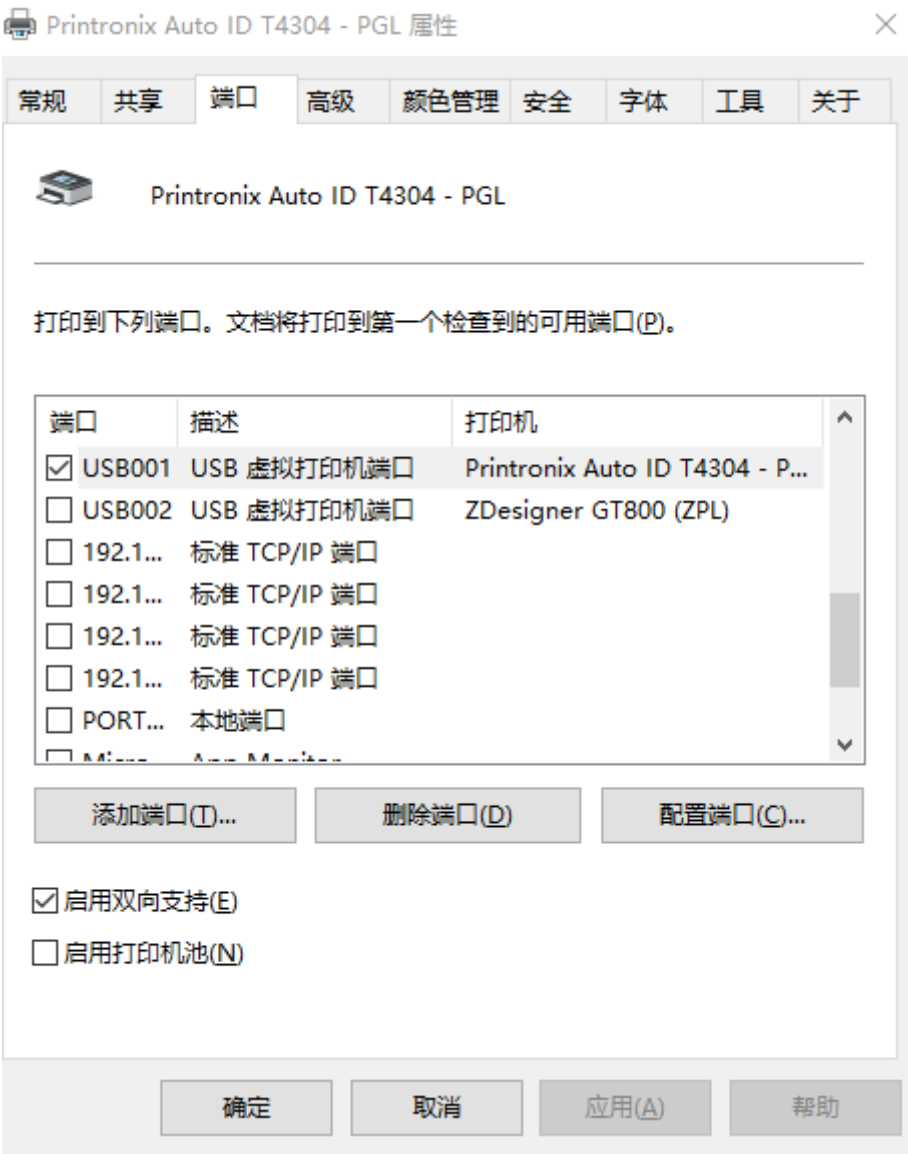 Printronix Auto ID T4304 - PGL 属性
常规 共享 端口 高级 颜色管理 安全 字体 工具 关于
Printronix Auto ID T4304 - PGL
打印到下列端口。文档将打印到第一个检查到的可用端口(P)。
端口 描述 打印机
USB001 USB 虚拟打印机端口 Printronix Auto ID T4304 - P...
USB002 USB 虚拟打印机端口 ZDesigner GT800 (ZPL)
192.1... 标准 TCP/IP 端口
192.1... 标准 TCP/IP 端口
192.1... 标准 TCP/IP 端口
192.1... 标准 TCP/IP 端口
PORT... 本地端口
添加端口(T)... 删除端口(D) 配置端口(C)...
启用双向支持(E)
启用打印机池(N)
确定 取消 应用(A) 帮助